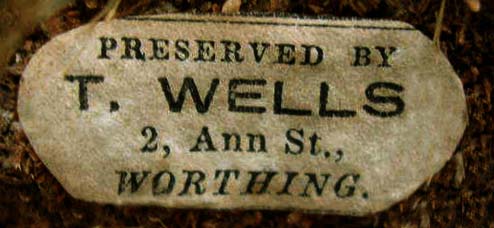 PRESERVED BY
T. WELLS
2, Ann St.,
WORTHING.